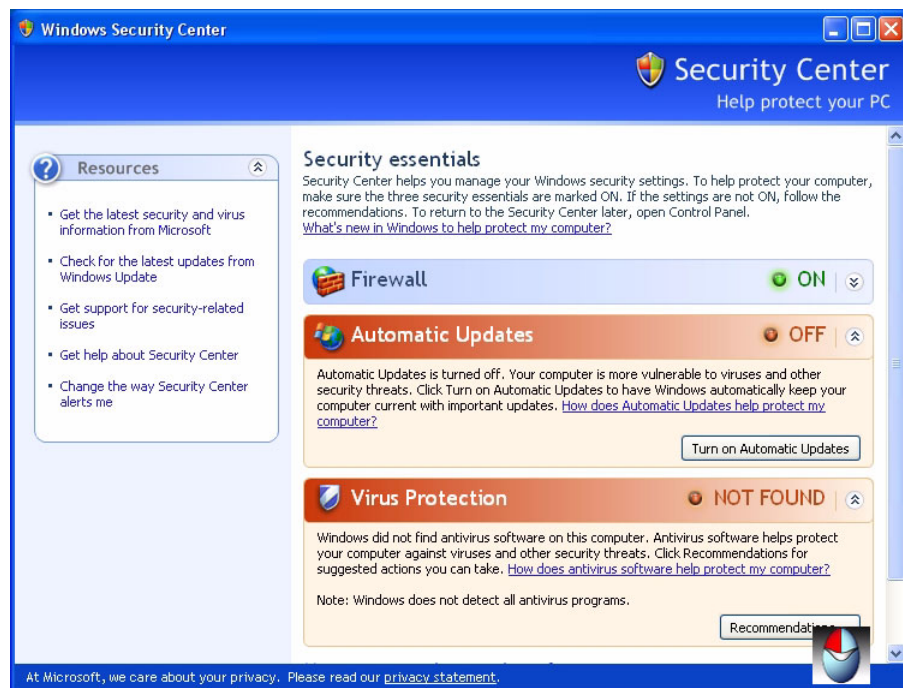 Windows Security Center
Security Center
Help protect your PC
Resources
Get the latest security and virus
information from Microsoft
Check for the latest updates from
Windows Update
Get support for security-related
issues
Get help about Security Center
Change the way Security Center
alerts me
Security essentials
Security Center helps you manage your Windows security settings. To help protect your computer,
make sure the three security essentials are marked ON. If the settings are not ON, follow the
recommendations. To return to the Security Center later, open Control Panel.
What's new in Windows to help protect my computer?
Firewall ON
Automatic Updates OFF
Automatic Updates is turned off. Your computer is more vulnerable to viruses and other
security threats. Click Turn on Automatic Updates to have Windows automatically keep your
computer current with important updates. How does Automatic Updates help protect my
computer?
Turn on Automatic Updates
Virus Protection NOT FOUND
Windows did not find antivirus software on this computer. Antivirus software helps protect
your computer against viruses and other security threats. Click Recommendations for
suggested actions you can take. How does antivirus software help protect my computer?
Note: Windows does not detect all antivirus programs.
At Microsoft, we care about your privacy. Please read our privacy statement.